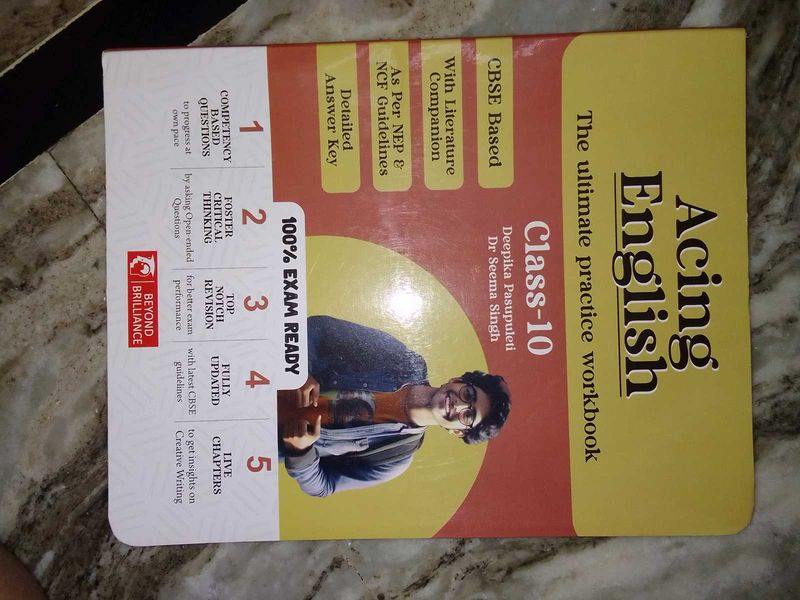 Acing
English
The ultimate practice workbook
Class-10
Deepika Pasupuleti
Dr Seema Singh
CBSE Based
With Literature
Companion
As Per NEP &
NCF Guidelines
Detailed
Answer Key
100% EXAM READY
1
COMPETENCY
BASED
QUESTIONS
to progress at
own pace
2
FOSTER
CRITICAL
THINKING
by asking Open-ended
Questions
3
TOP
NOTCH
REVISION
for better exam
performance
4
FULLY
UPDATED
with latest CBSE
guidelines
5
LIVE
CHAPTERS
to get insights on
Creative Writing
BEYOND
BRILLIANCE